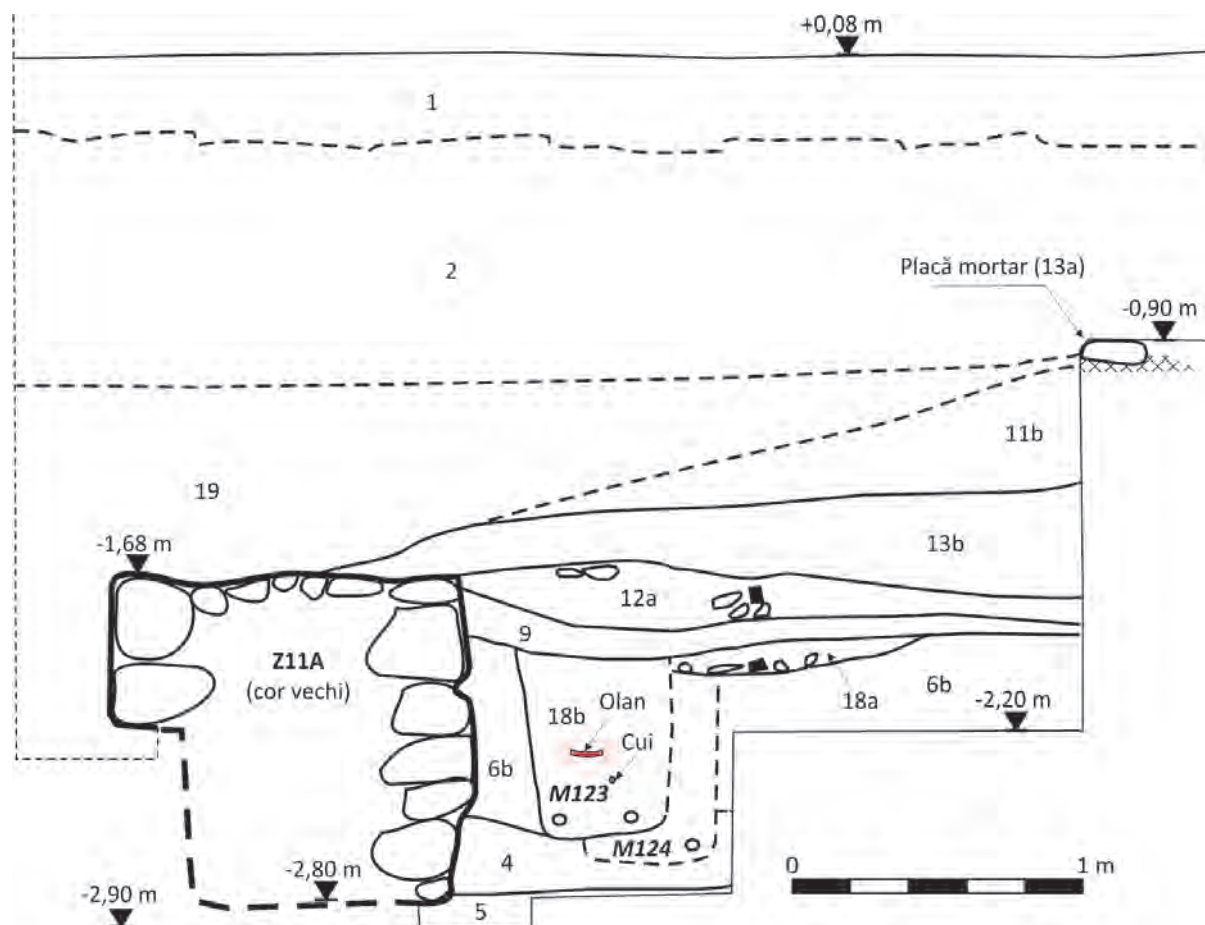 +0,08 m
1
2
Placă mortar (13a)
-0,90 m
11b
19
-1,68 m
13b
12a
9
Z11A
(cor vechi)
18b
Olan
18a
6b
-2,20 m
Cui
6b
M123
M124
4
0
1 m
-2,80 m
-2,90 m
5